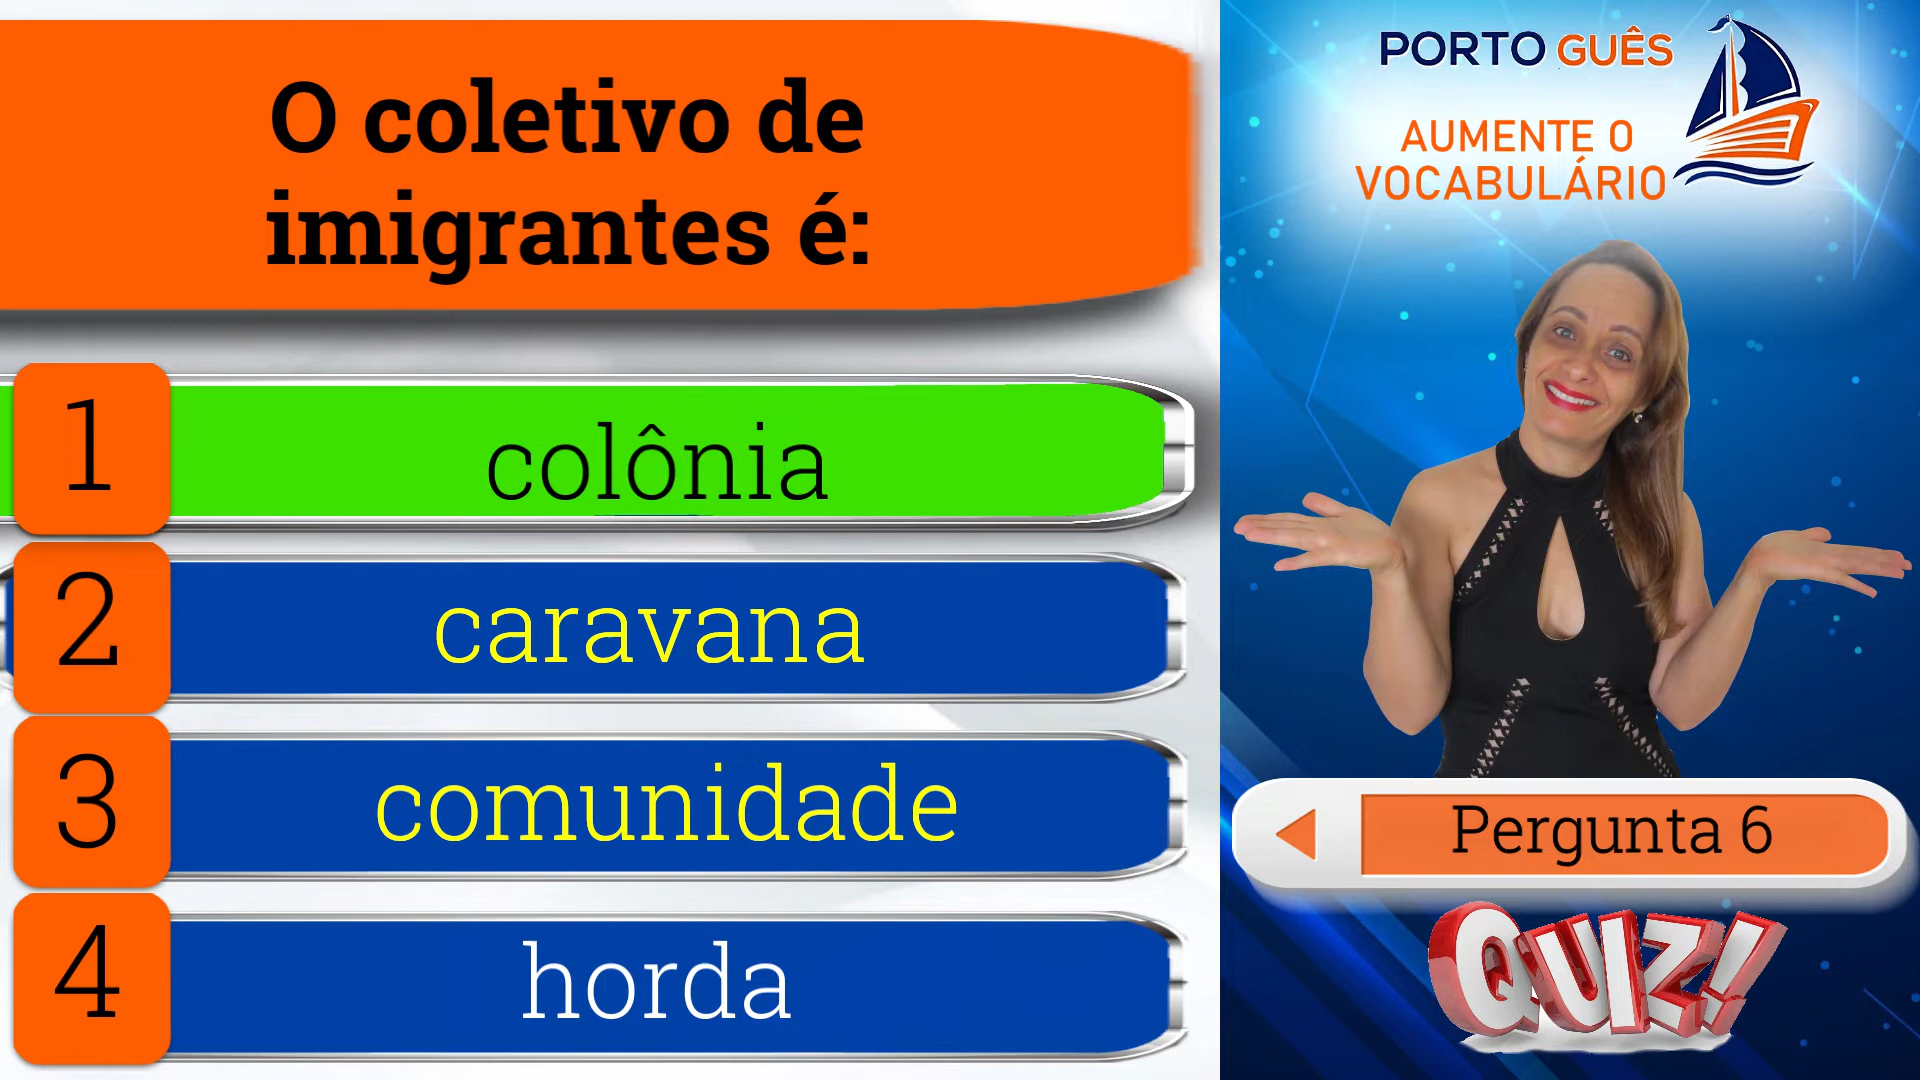 O coletivo de
imigrantes é:
1
colônia
2
caravana
3
comunidade
4
horda
PORTO GUÊS
AUMENTE O
VOCABULÁRIO
Pergunta 6
QUIZ!